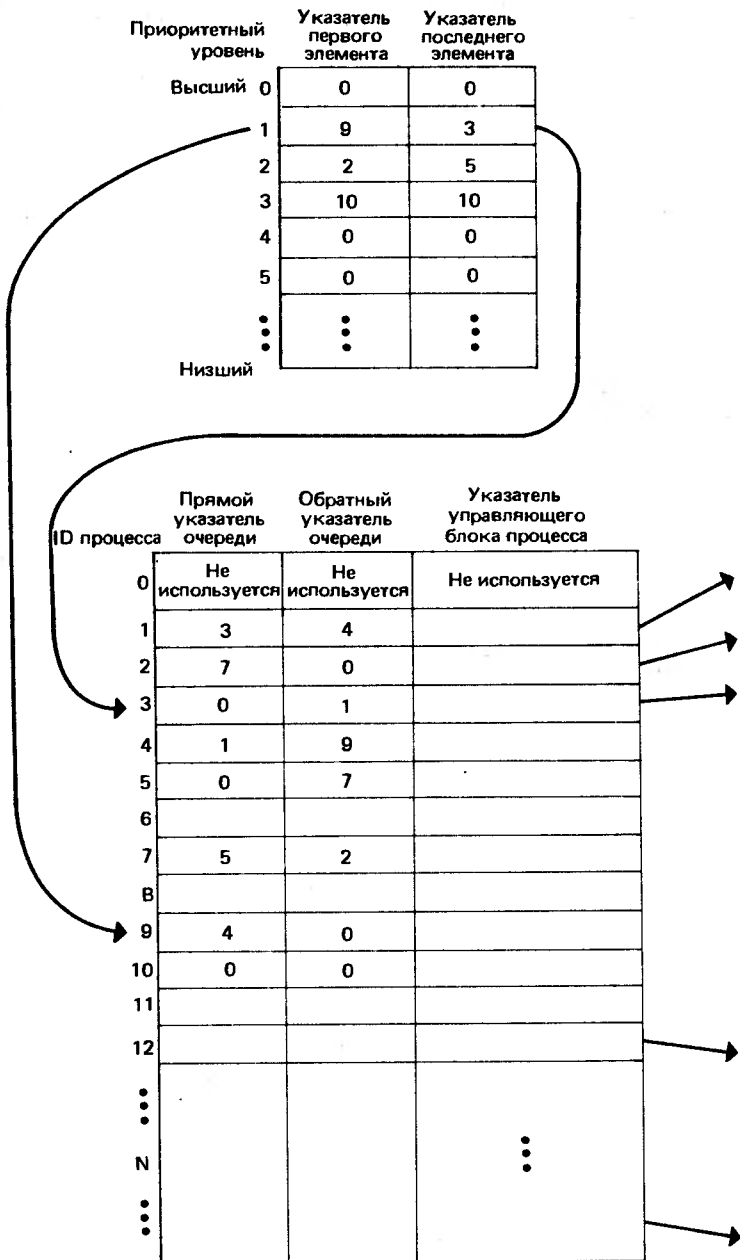 Приоритетный уровень
Указатель первого элемента
Указатель последнего элемента
Высший 0 0 0
1 9 3
2 2 5
3 10 10
4 0 0
5 0 0
Низший
ID процесса
Прямой указатель очереди
Обратный указатель очереди
Указатель управляющего блока процесса
0 Не используется Не используется Не используется
1 3 4
2 7 0
3 0 1
4 1 9
5 0 7
6
7 5 2
В
9 4 0
10 0 0
11
12
N